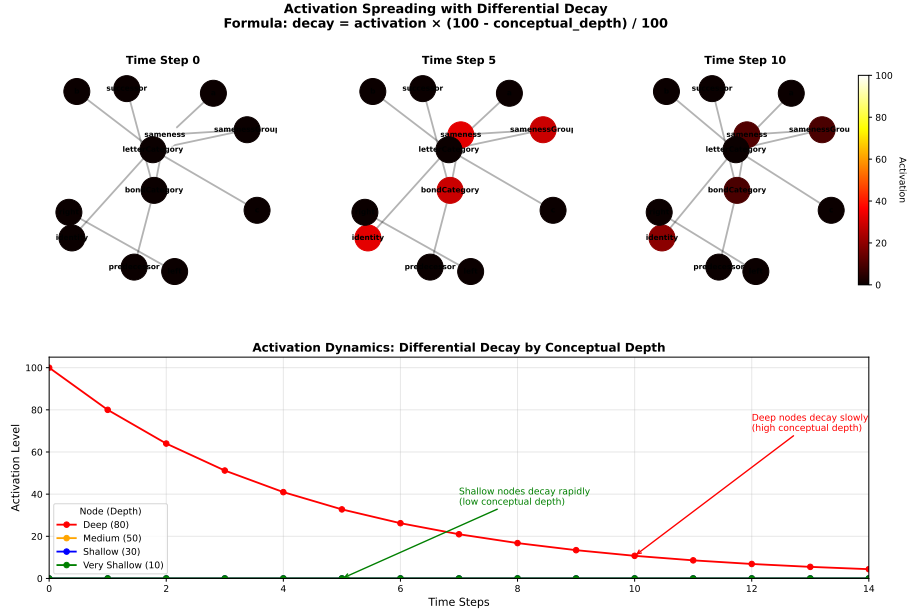 Activation Spreading with Differential Decay
Formula: decay = activation × (100 - conceptual_depth) / 100
Time Step 0
Time Step 5
Time Step 10
sameness
bondCategory
identity
sameness
bondCategory
identity
sameness
bondCategory
identity
100
80
60
40
20
0
Activation
Activation Dynamics: Differential Decay by Conceptual Depth
Activation Level
100
80
60
40
20
0
Deep nodes decay slowly
(high conceptual depth)
Shallow nodes decay rapidly
(low conceptual depth)
Node (Depth)
Deep (80)
Medium (50)
Shallow (30)
Very Shallow (10)
0 2 4 6 8 10 12 14
Time Steps